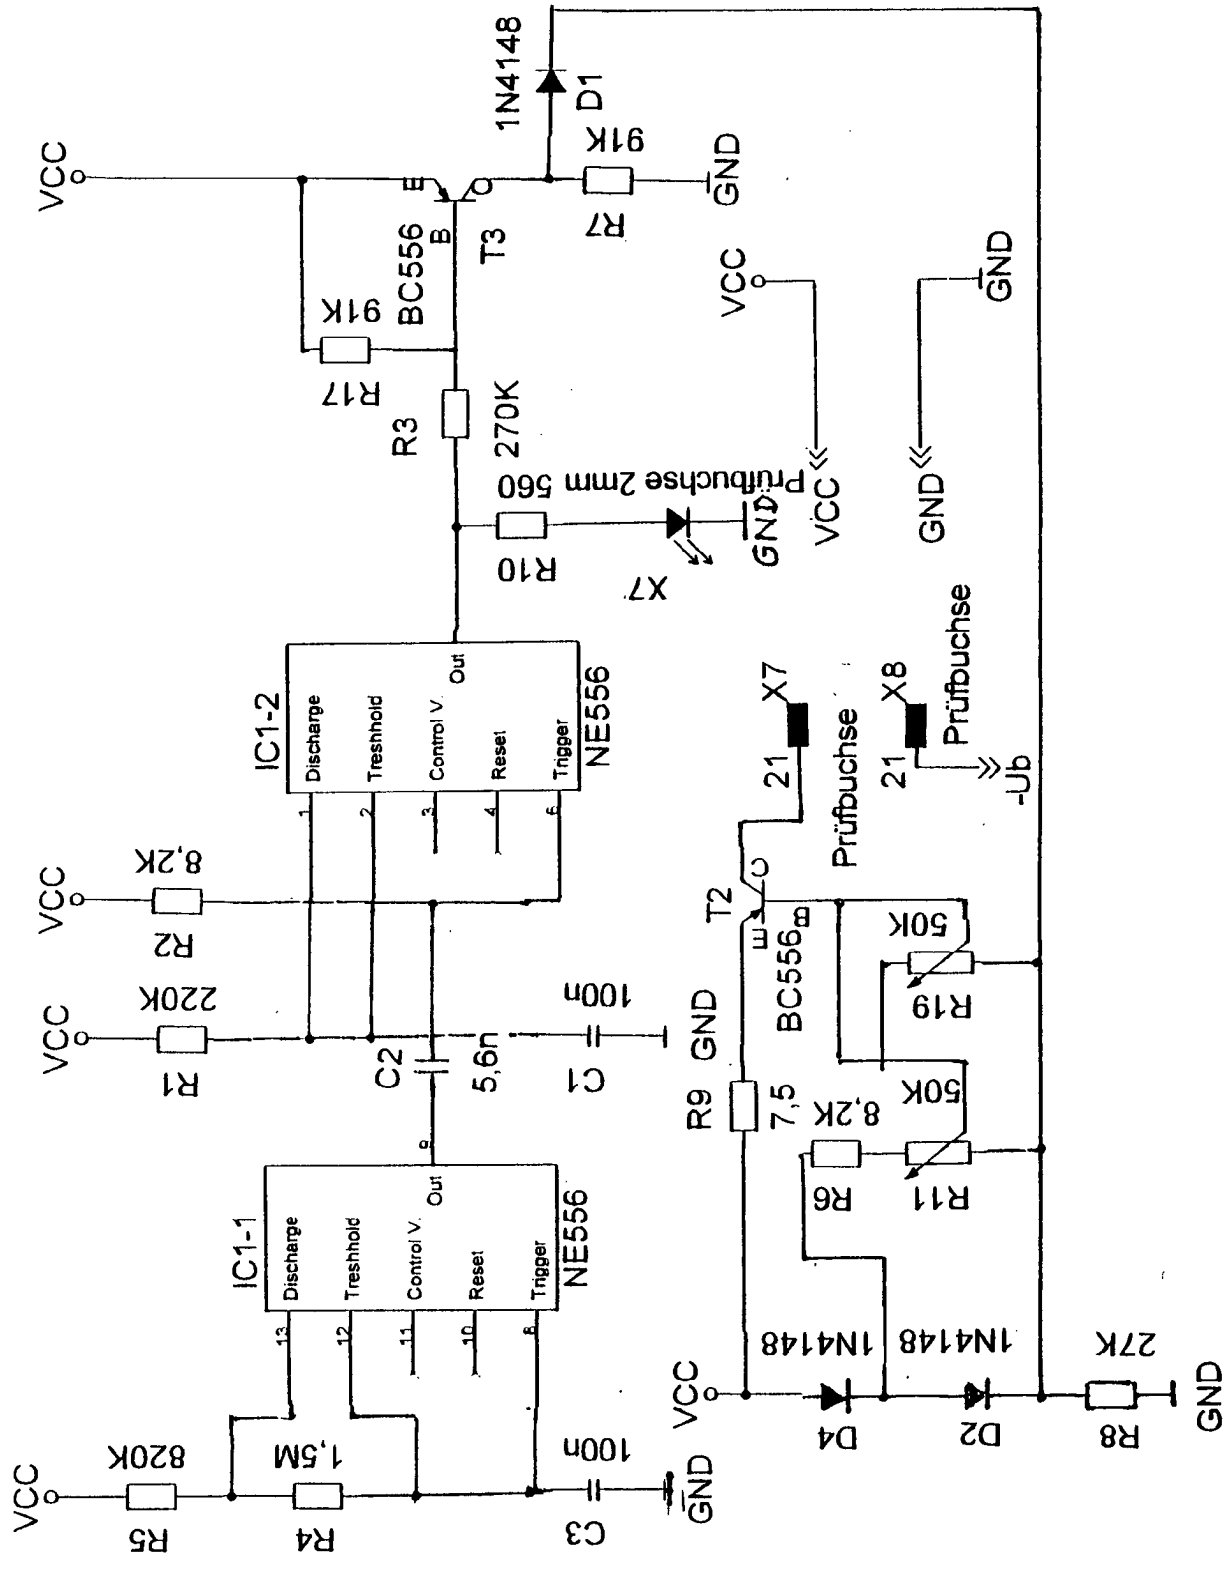 VCC
R5
820K
R4
1,5M
C3
100n
GND
IC1-1
Discharge
Treshhold
Control V.
Reset
Trigger
Out
NE556
13
12
11
10
8
9
VCC
R1
220K
C1
100n
GND
C2
5,6n
VCC
R2
8,2K
IC1-2
Discharge
Treshhold
Control V.
Reset
Trigger
Out
NE556
1
2
3
4
6
R10
560
Prüfbuchse 2mm
X7
GND
R3
270K
R17
91K
VCC
BC556
T3
E
B
C
R7
91K
GND
1N4148
D1
VCC
VCC
GND
GND
VCC
D4
1N4148
D2
1N4148
R8
27K
GND
R9
7,5
R6
8,2K
R11
50K
R19
50K
T2
BC556
E
B
C
21
X7
Prüfbuchse
21
X8
Prüfbuchse
-Ub